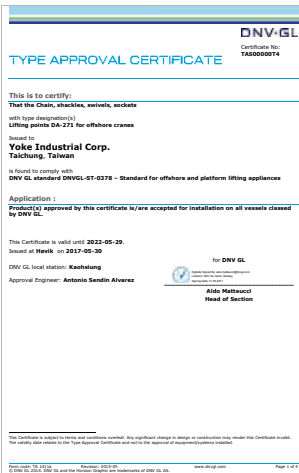 DNV·GL
Certificate No:
TAS00000T4
TYPE APPROVAL CERTIFICATE
This is to certify:
That the Chain, shackles, swivels, sockets
with type designation(s)
Lifting points DA-271 for offshore cranes
Issued to
Yoke Industrial Corp.
Taichung, Taiwan
is found to comply with
DNV GL standard DNVGL-ST-0378 – Standard for offshore and platform lifting appliances
Application :
Product(s) approved by this certificate is/are accepted for installation on all vessels classed
by DNV GL.
This Certificate is valid until 2022-05-29.
Issued at Høvik on 2017-05-30
for DNV GL
DNV GL local station: Kaohsiung
Approval Engineer: Antonio Sendin Alvarez
Aldo Matteucci
Head of Section
This Certificate is subject to terms and conditions overleaf. Any significant change in design or construction may render this Certificate invalid.
The validity date relates to the Type Approval Certificate and not to the approval of equipment/systems installed.
Form code: TA 1411a Revision: 2013-05 www.dnvgl.com Page 1 of 4
© DNV GL 2014. DNV GL and the Horizon Graphic are trademarks of DNV GL AS.